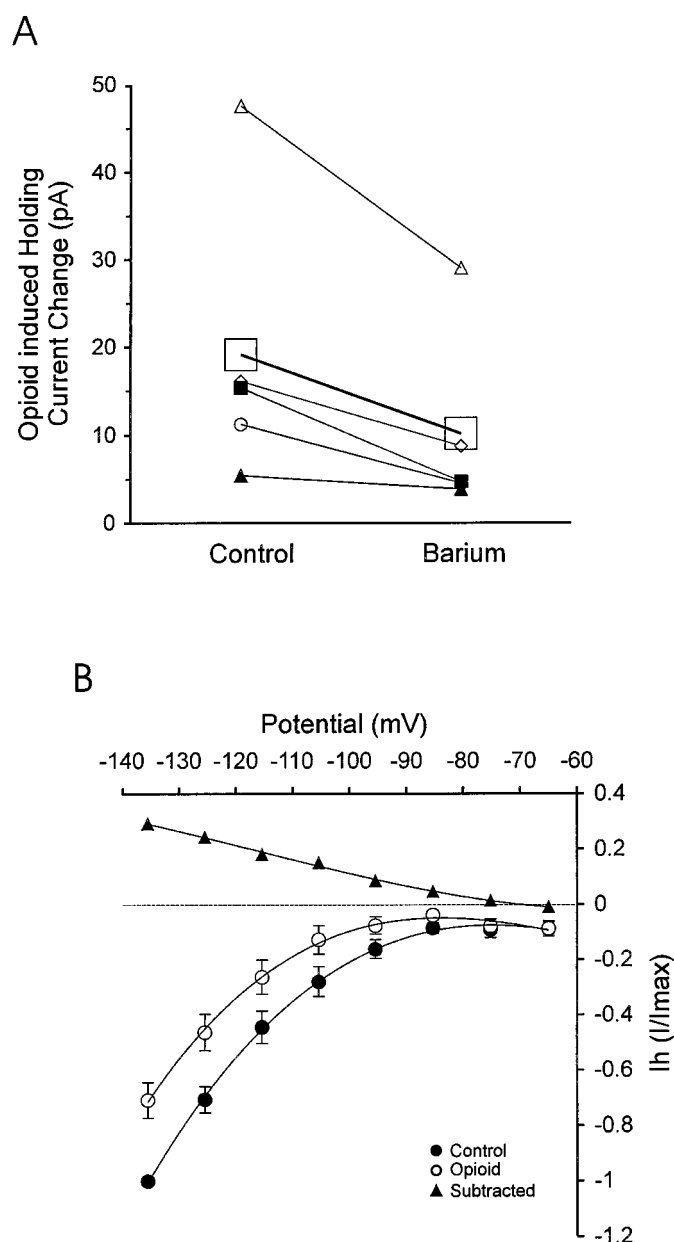 A
50
40
30
20
10
0
Opioid induced Holding
Current Change (pA)
Control
Barium
B
Potential (mV)
-140 -130 -120 -110 -100 -90 -80 -70 -60
0.4
0.2
0
-0.2
-0.4
-0.6
-0.8
-1
-1.2
Ih (I/Imax)
Control
Opioid
Subtracted